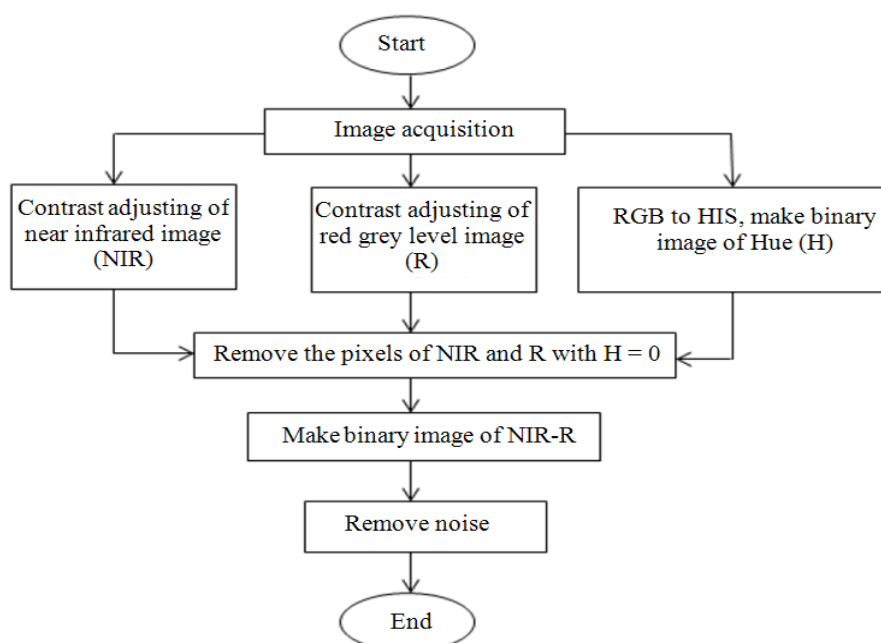 Start
Image acquisition
Contrast adjusting of
near infrared image
(NIR)
Contrast adjusting of
red grey level image
(R)
RGB to HIS, make binary
image of Hue (H)
Remove the pixels of NIR and R with H = 0
Make binary image of NIR-R
Remove noise
End